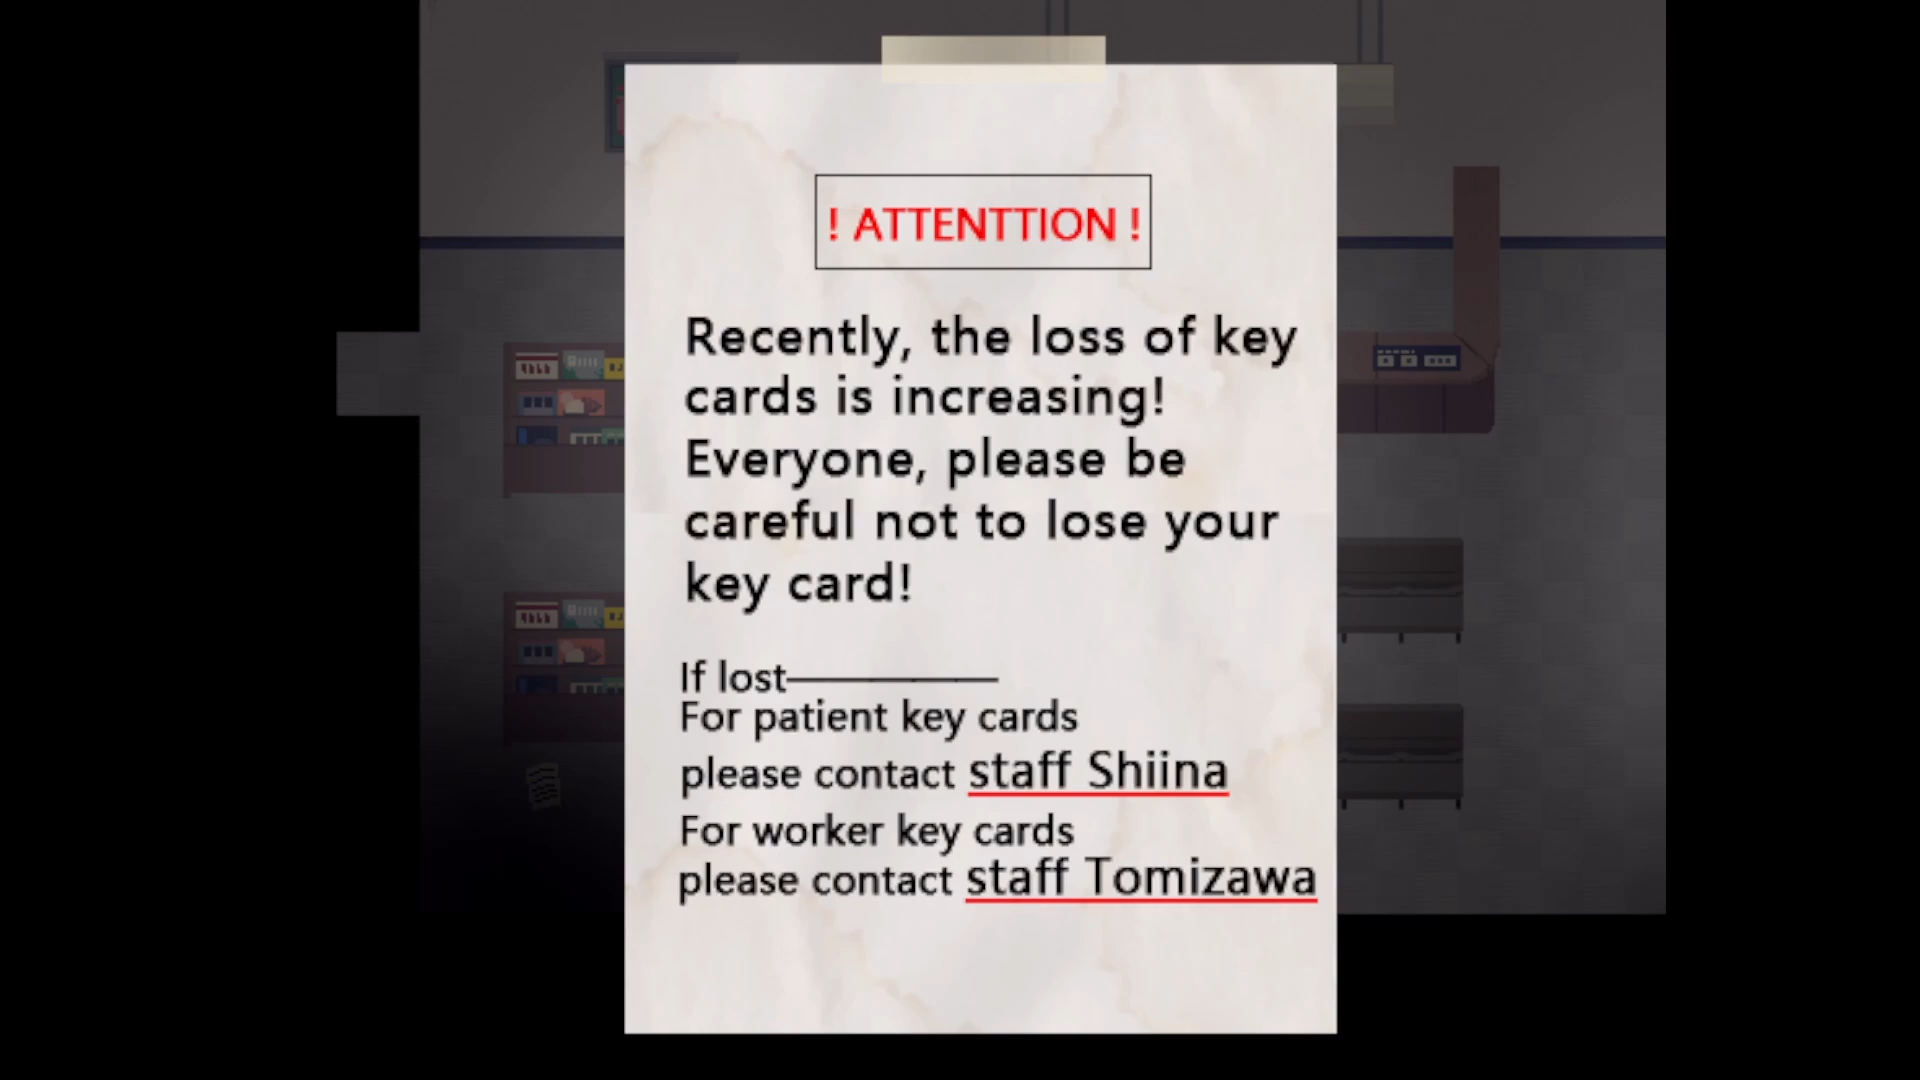 ! ATTENTTION !
Recently, the loss of key
cards is increasing!
Everyone, please be
careful not to lose your
key card!
If lost—————
For patient key cards
please contact staff Shiina
For worker key cards
please contact staff Tomizawa